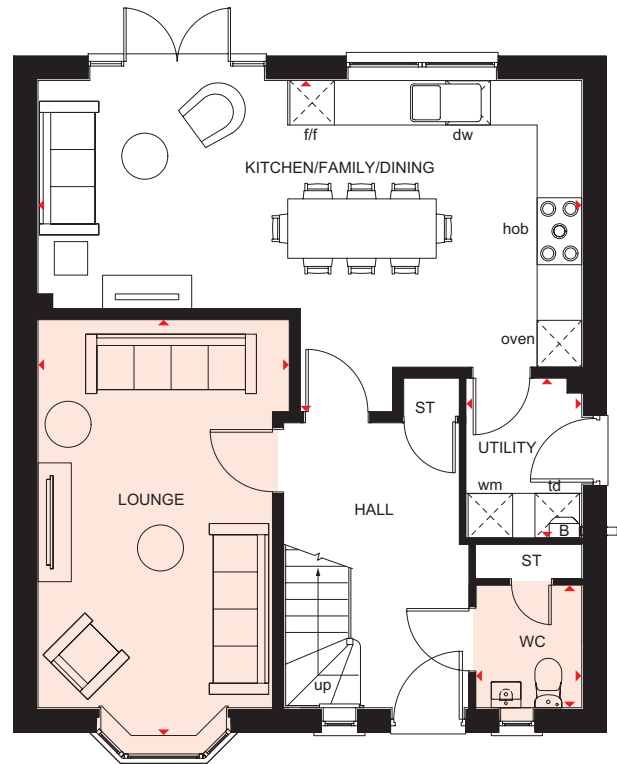 f/f
dw
KITCHEN/FAMILY/DINING
hob
oven
ST
UTILITY
wm
td
LOUNGE
HALL
B
ST
WC
up